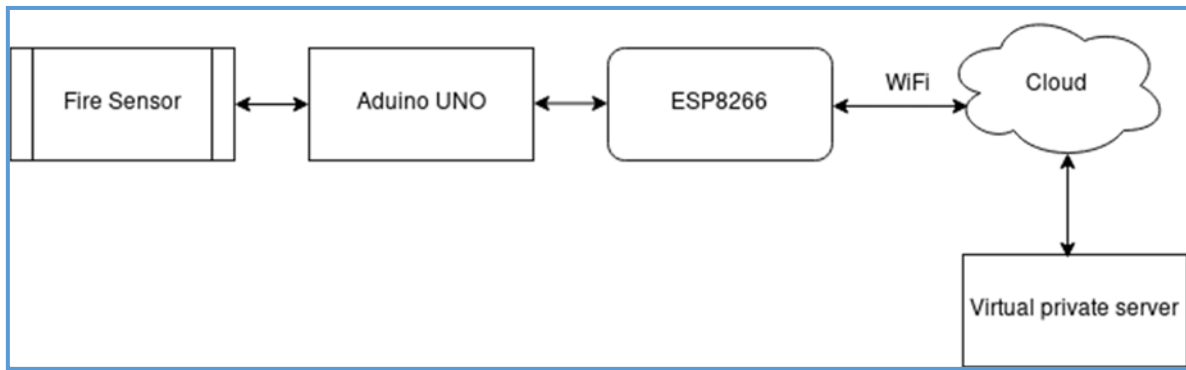 Fire Sensor
Aduino UNO
ESP8266
WiFi
Cloud
Virtual private server